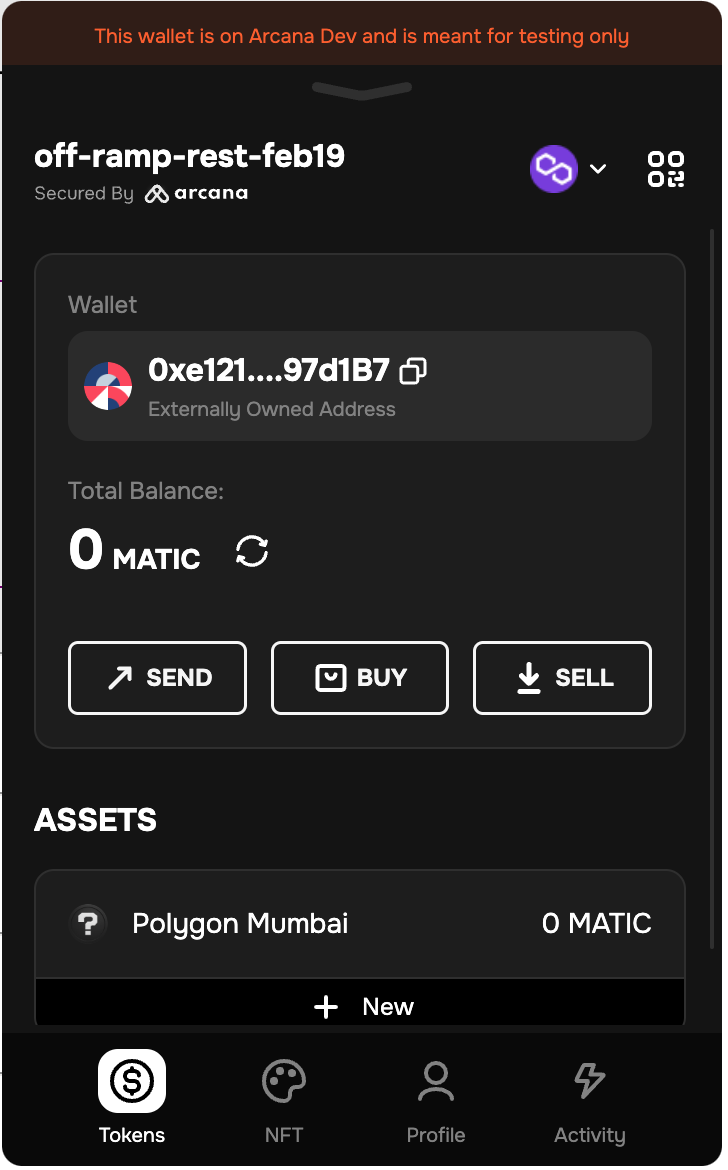 This wallet is on Arcana Dev and is meant for testing only
off-ramp-rest-feb19
Secured By arcana
Wallet
0xe121....97d1B7
Externally Owned Address
Total Balance:
0 MATIC
SEND
BUY
SELL
ASSETS
? Polygon Mumbai 0 MATIC
+ New
Tokens
NFT
Profile
Activity